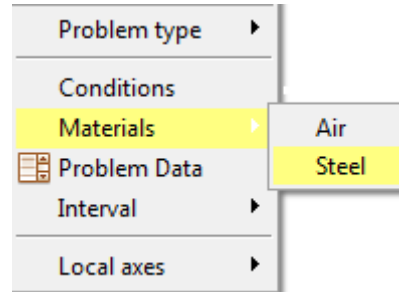 Problem type
Conditions
Materials
Air
Problem Data
Steel
Interval
Local axes